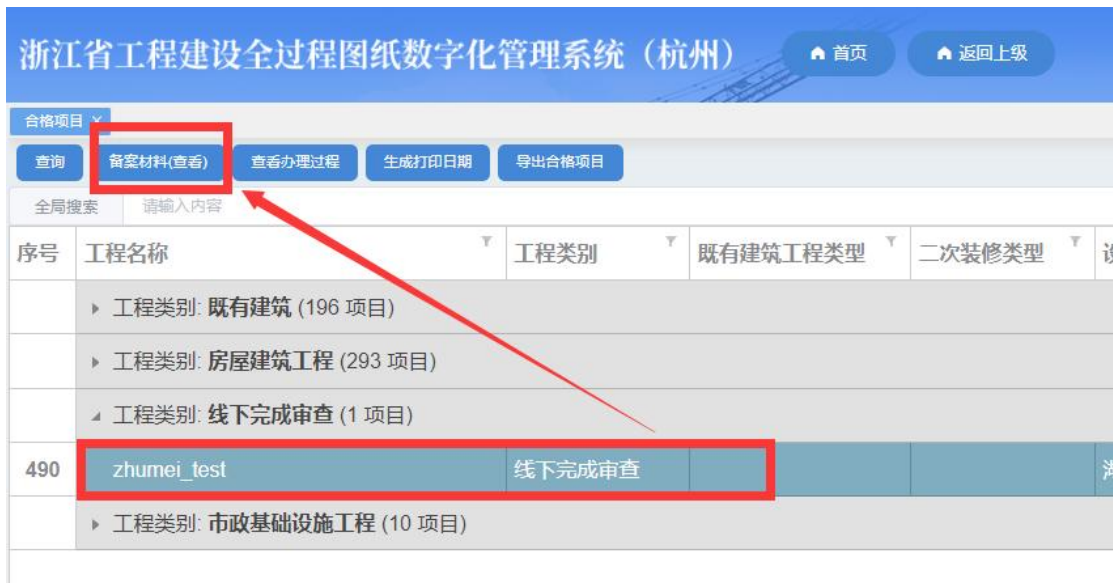 浙江省工程建设全过程图纸数字化管理系统（杭州） 首页 返回上级
合格项目 ×
查询 备案材料(查看) 查看办理过程 生成打印日期 导出合格项目
全局搜索 请输入内容
序号 工程名称 工程类别 既有建筑工程类型 二次装修类型
工程类别: 既有建筑 (196 项目)
工程类别: 房屋建筑工程 (293 项目)
工程类别: 线下完成审查 (1 项目)
490 zhumei_test 线下完成审查
工程类别: 市政基础设施工程 (10 项目)